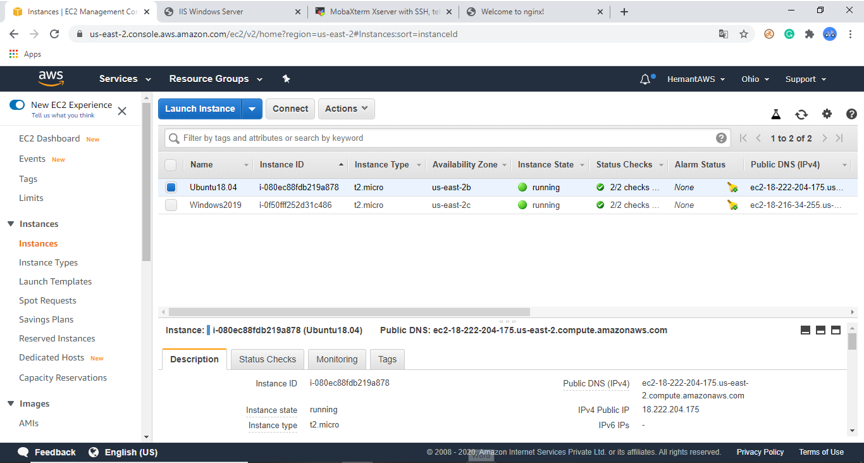 Instances | EC2 Management Co
IIS Windows Server
MobaXterm Xserver with SSH, te
Welcome to nginx!
us-east-2.console.aws.amazon.com/ec2/v2/home?region=us-east-2#Instances:sort=instanceId
Apps
aws Services Resource Groups HemantAWS Ohio Support
New EC2 Experience
Tell us what you think
EC2 Dashboard New
Events New
Tags
Limits
Instances
Instances
Instance Types
Launch Templates
Spot Requests
Savings Plans
Reserved Instances
Dedicated Hosts New
Capacity Reservations
Images
AMIs
Launch Instance Connect Actions
Filter by tags and attributes or search by keyword
1 to 2 of 2
Name Instance ID Instance Type Availability Zone Instance State Status Checks Alarm Status Public DNS (IPv4)
Ubuntu18.04 i-080ec88fdb219a878 t2.micro us-east-2b running 2/2 checks ... None ec2-18-222-204-175.us...
Windows2019 i-0f50fff252d31c486 t2.micro us-east-2c running 2/2 checks ... None ec2-18-216-34-255.us-...
Instance: i-080ec88fdb219a878 (Ubuntu18.04) Public DNS: ec2-18-222-204-175.us-east-2.compute.amazonaws.com
Description Status Checks Monitoring Tags
Instance ID i-080ec88fdb219a878
Public DNS (IPv4) ec2-18-222-204-175.us-east-
2.compute.amazonaws.com
Instance state running
IPv4 Public IP 18.222.204.175
Instance type t2.micro
IPv6 IPs -
Feedback English (US) © 2008 - 2020, Amazon Internet Services Private Ltd. or its affiliates. All rights reserved. Privacy Policy Terms of Use